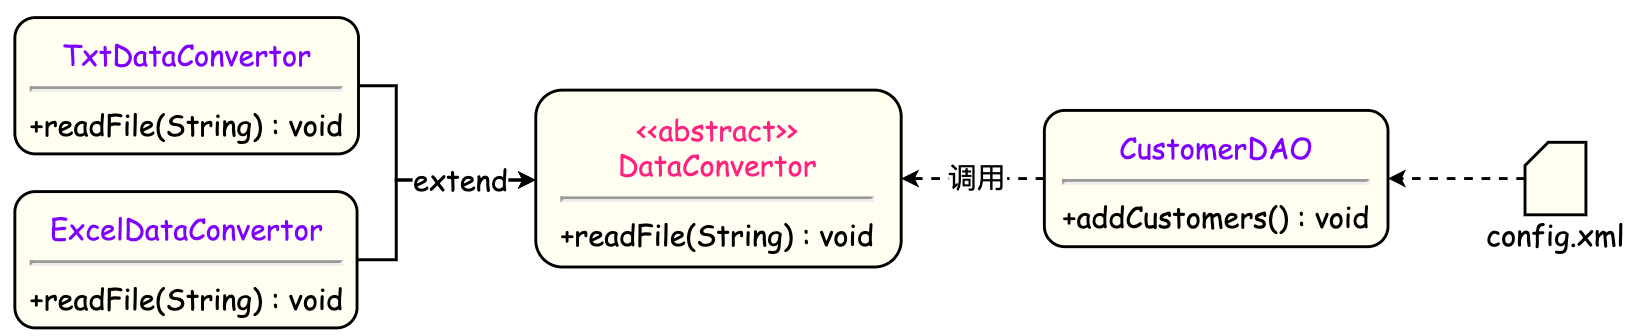 TxtDataConvertor
+readFile(String) : void
ExcelDataConvertor
+readFile(String) : void
extend
<<abstract>>
DataConvertor
+readFile(String) : void
调用
CustomerDAO
+addCustomers() : void
config.xml